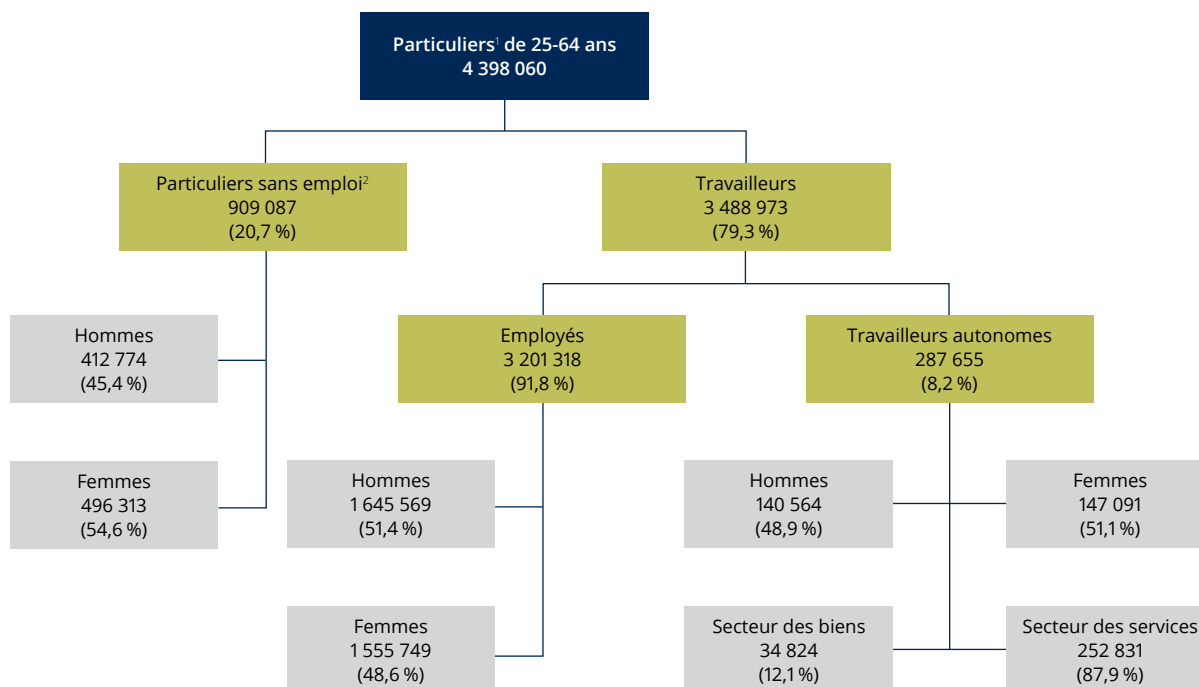 Particuliers¹ de 25-64 ans
4 398 060
Particuliers sans emploi²
909 087
(20,7 %)
Travailleurs
3 488 973
(79,3 %)
Hommes
412 774
(45,4 %)
Employés
3 201 318
(91,8 %)
Travailleurs autonomes
287 655
(8,2 %)
Femmes
496 313
(54,6 %)
Hommes
1 645 569
(51,4 %)
Hommes
140 564
(48,9 %)
Femmes
147 091
(51,1 %)
Femmes
1 555 749
(48,6 %)
Secteur des biens
34 824
(12,1 %)
Secteur des services
252 831
(87,9 %)